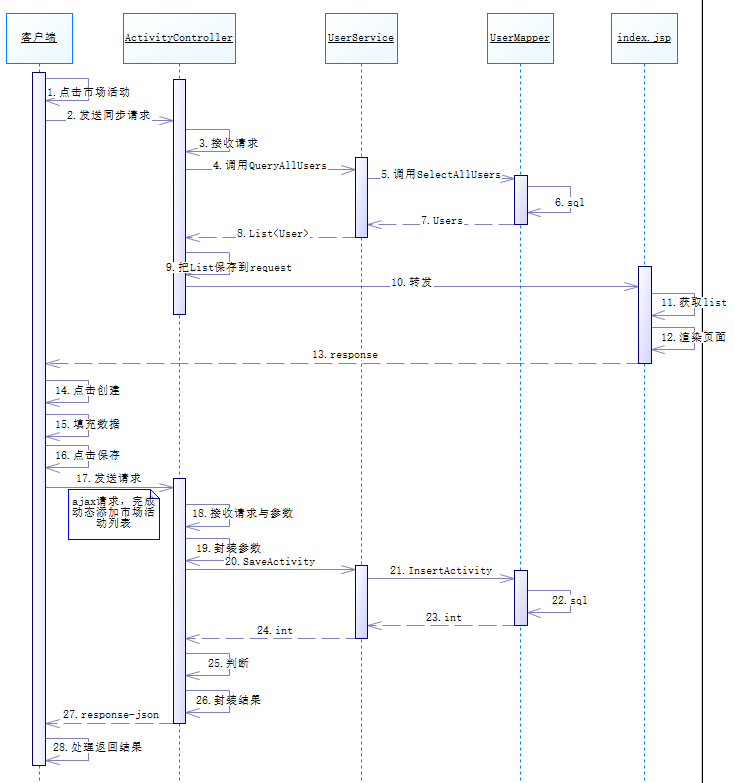 客户端
ActivityController
UserService
UserMapper
index.jsp
1.点击市场活动
2.发送同步请求
3.接收请求
4.调用QueryAllUsers
5.调用SelectAllUsers
6.sql
7.Users
8.List<User>
9.把List保存到request
10.转发
11.获取list
12.渲染页面
13.response
14.点击创建
15.填充数据
16.点击保存
17.发送请求
ajax请求，完成
动态添加市场活
动列表
18.接收请求与参数
19.封装参数
20.SaveActivity
21.InsertActivity
22.sql
23.int
24.int
25.判断
26.封装结果
27.response-json
28.处理返回结果